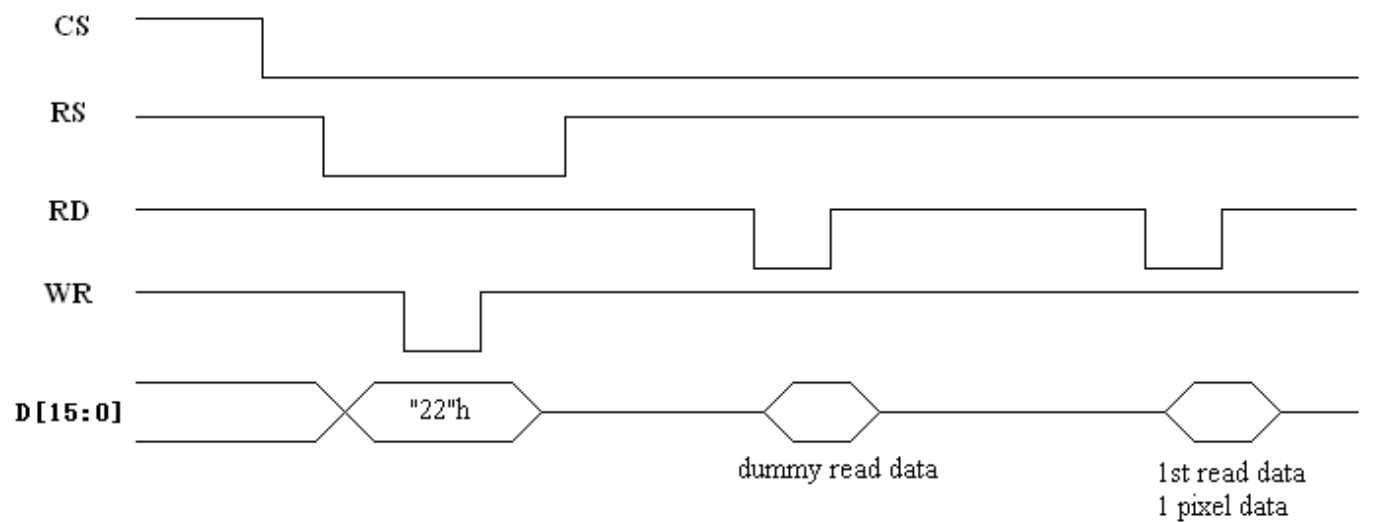 CS
RS
RD
WR
D[15:0]
"22"h
dummy read data
1st read data
1 pixel data